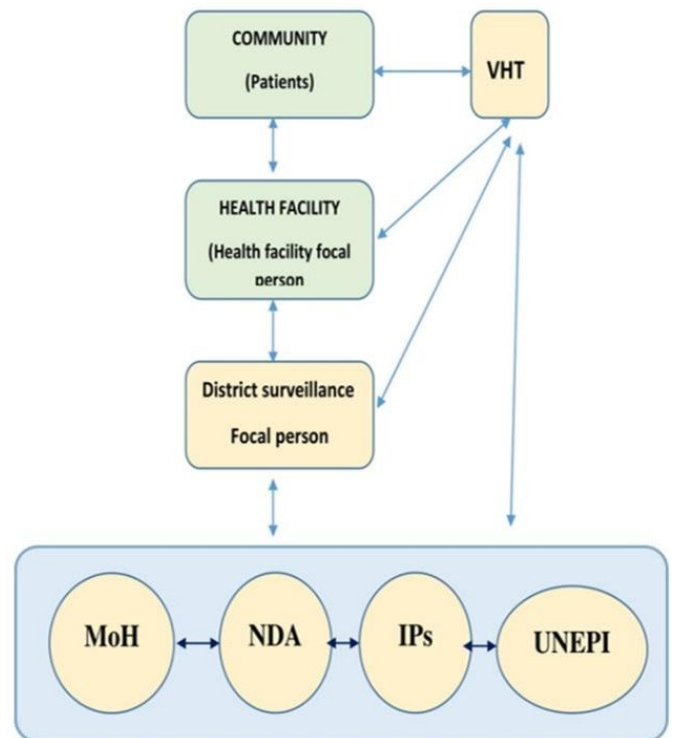 COMMUNITY
(Patients)
VHT
HEALTH FACILITY
(Health facility focal
person
District surveillance
Focal person
MoH
NDA
IPs
UNEPI